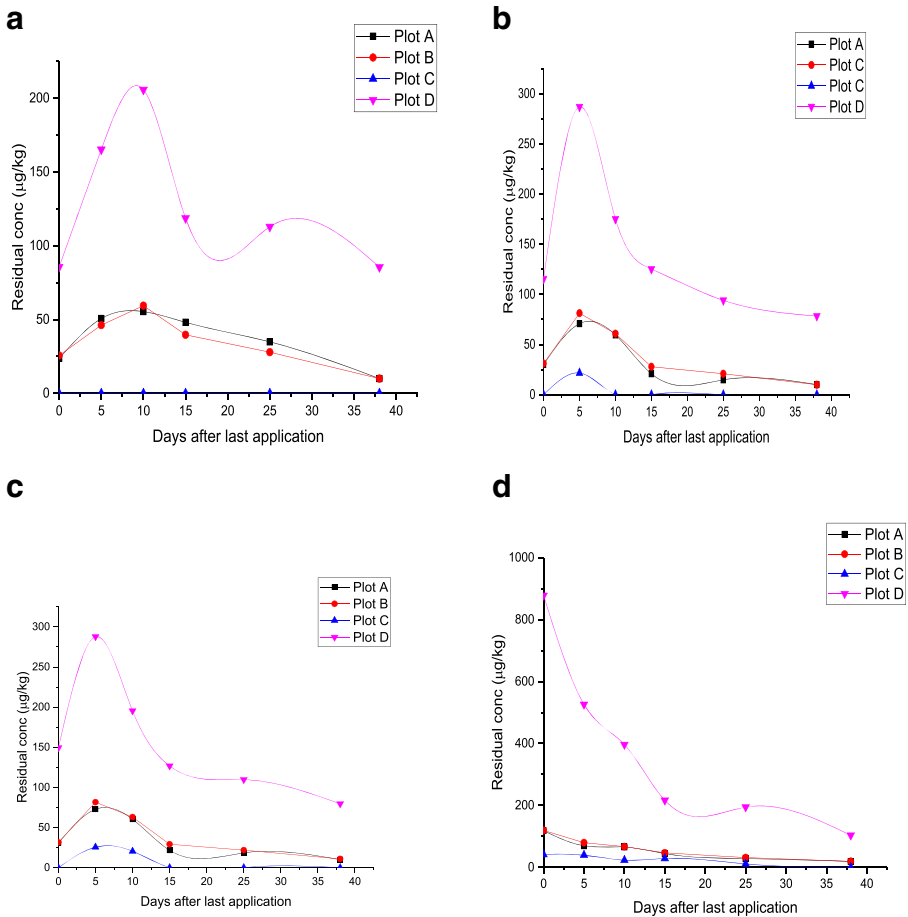 a
Plot A
Plot B
Plot C
Plot D
200
150
100
50
0
Residual conc (μg/kg)
0 5 10 15 20 25 30 35 40
Days after last application
b
Plot A
Plot C
Plot C
Plot D
300
250
200
150
100
50
0
Residual conc (μg/kg)
0 5 10 15 20 25 30 35 40
Days after last application
c
Plot A
Plot B
Plot C
Plot D
300
250
200
150
100
50
0
Residual conc (μg/kg)
0 5 10 15 20 25 30 35 40
Days after last application
d
Plot A
Plot B
Plot C
Plot D
1000
800
600
400
200
0
Residual conc (μg/kg)
0 5 10 15 20 25 30 35 40
Days after last application